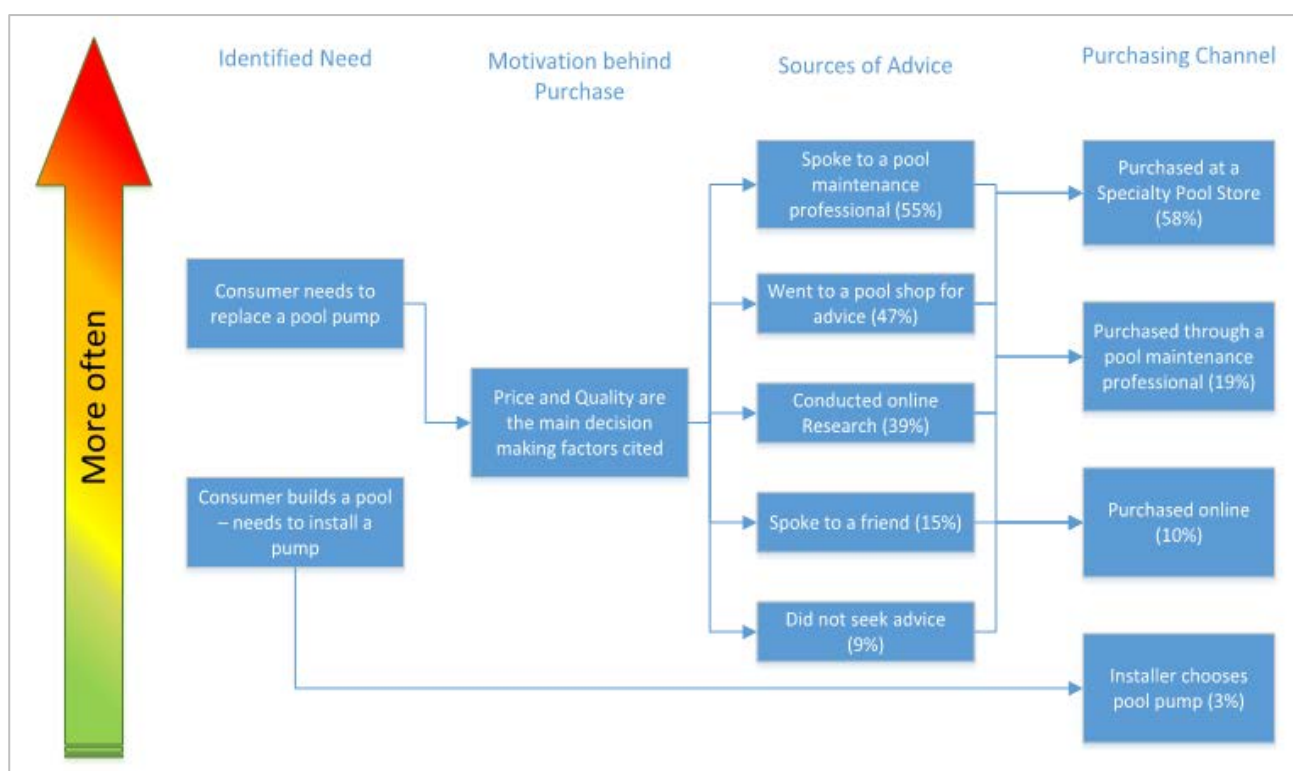 More often
Identified Need
Motivation behind
Purchase
Sources of Advice
Purchasing Channel
Consumer needs to
replace a pool pump
Consumer builds a pool
– needs to install a
pump
Price and Quality are
the main decision
making factors cited
Spoke to a pool
maintenance
professional (55%)
Went to a pool shop for
advice (47%)
Conducted online
Research (39%)
Spoke to a friend (15%)
Did not seek advice
(9%)
Purchased at a
Specialty Pool Store
(58%)
Purchased through a
pool maintenance
professional (19%)
Purchased online
(10%)
Installer chooses
pool pump (3%)